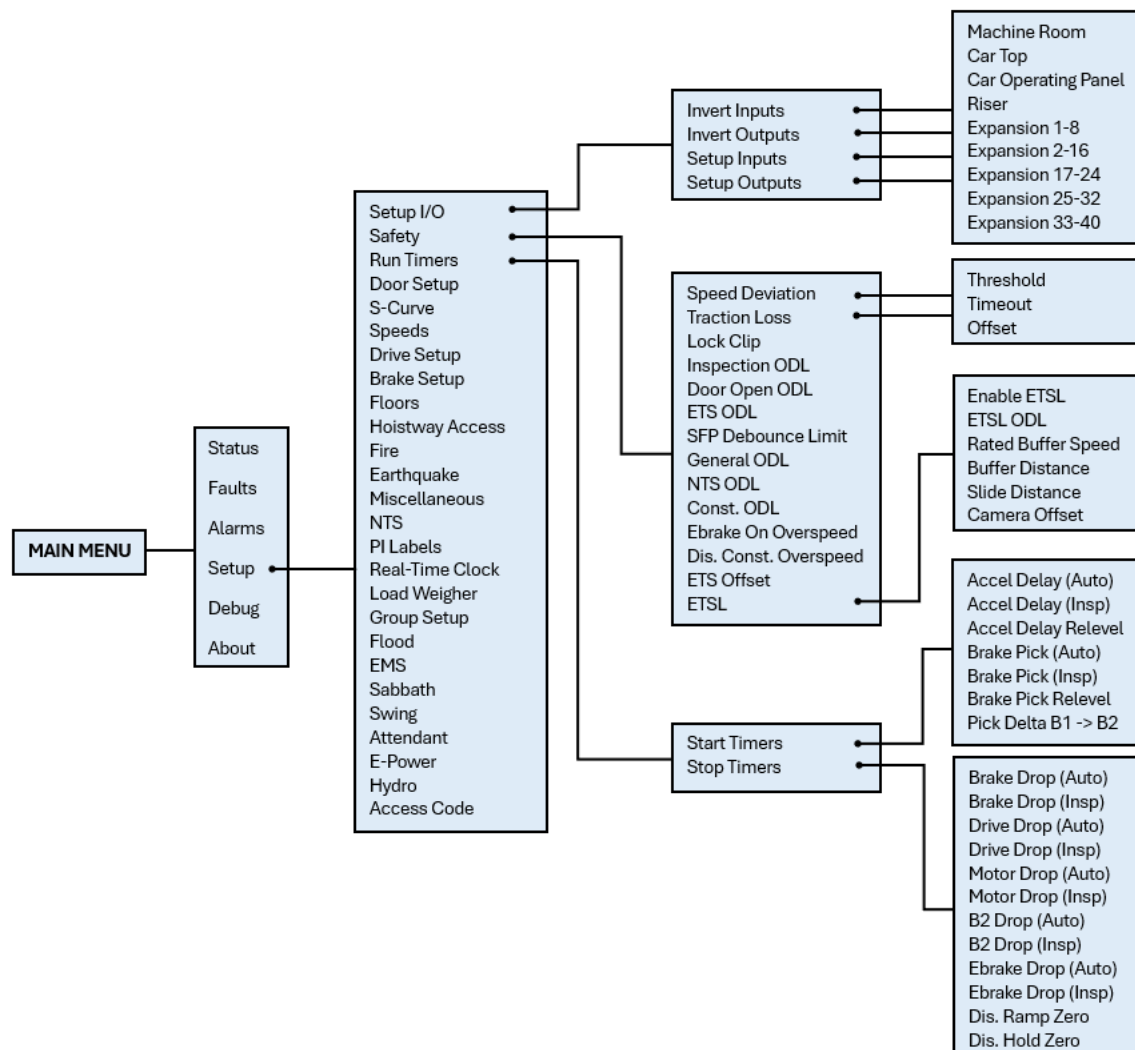 MAIN MENU
Status
Faults
Alarms
Setup
Debug
About
Setup I/O
Safety
Run Timers
Door Setup
S-Curve
Speeds
Drive Setup
Brake Setup
Floors
Hoistway Access
Fire
Earthquake
Miscellaneous
NTS
PI Labels
Real-Time Clock
Load Weigher
Group Setup
Flood
EMS
Sabbath
Swing
Attendant
E-Power
Hydro
Access Code
Invert Inputs
Invert Outputs
Setup Inputs
Setup Outputs
Machine Room
Car Top
Car Operating Panel
Riser
Expansion 1-8
Expansion 2-16
Expansion 17-24
Expansion 25-32
Expansion 33-40
Speed Deviation
Traction Loss
Lock Clip
Inspection ODL
Door Open ODL
ETS ODL
SFP Debounce Limit
General ODL
NTS ODL
Const. ODL
Ebrake On Overspeed
Dis. Const. Overspeed
ETS Offset
ETSL
Threshold
Timeout
Offset
Enable ETSL
ETSL ODL
Rated Buffer Speed
Buffer Distance
Slide Distance
Camera Offset
Start Timers
Stop Timers
Accel Delay (Auto)
Accel Delay (Insp)
Accel Delay Relevel
Brake Pick (Auto)
Brake Pick (Insp)
Brake Pick Relevel
Pick Delta B1 -> B2
Brake Drop (Auto)
Brake Drop (Insp)
Drive Drop (Auto)
Drive Drop (Insp)
Motor Drop (Auto)
Motor Drop (Insp)
B2 Drop (Auto)
B2 Drop (Insp)
Ebrake Drop (Auto)
Ebrake Drop (Insp)
Dis. Ramp Zero
Dis. Hold Zero